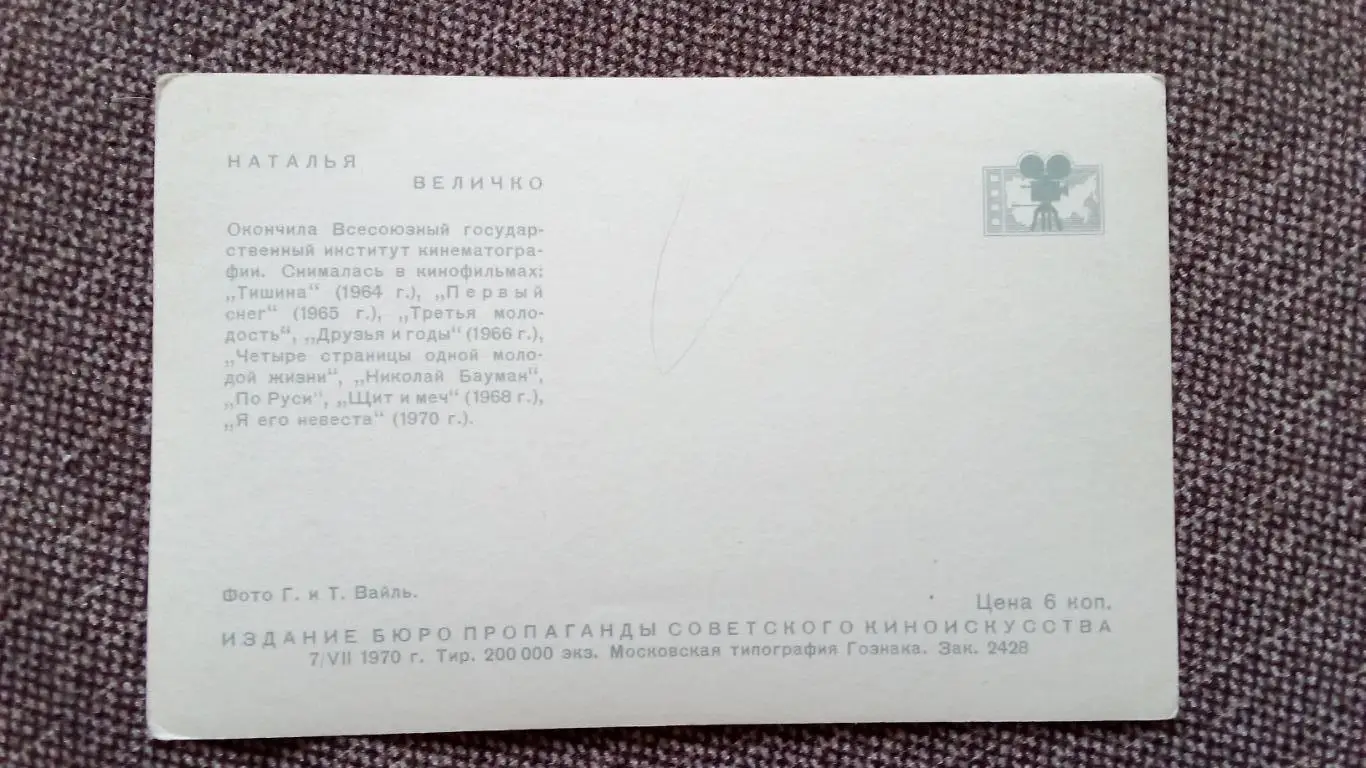 НАТАЛЬЯ
ВЕЛИЧКО
Окончила Всесоюзный государ-
ственный институт кинематогра-
фии. Снималась в кинофильмах:
„Тишина“ (1964 г.), „Первый
снег“ (1965 г.), „Третья моло-
дость“, „Друзья и годы“ (1966 г.),
„Четыре страницы одной моло-
дой жизни“, „Николай Бауман“,
„По Руси“, „Щит и меч“ (1968 г.),
„Я его невеста“ (1970 г.).
Фото Г. и Т. Вайль.
Цена 6 коп.
ИЗДАНИЕ БЮРО ПРОПАГАНДЫ СОВЕТСКОГО КИНОИСКУССТВА
7/VII 1970 г. Тир. 200 000 экз. Московская типография Гознака. Зак. 2428